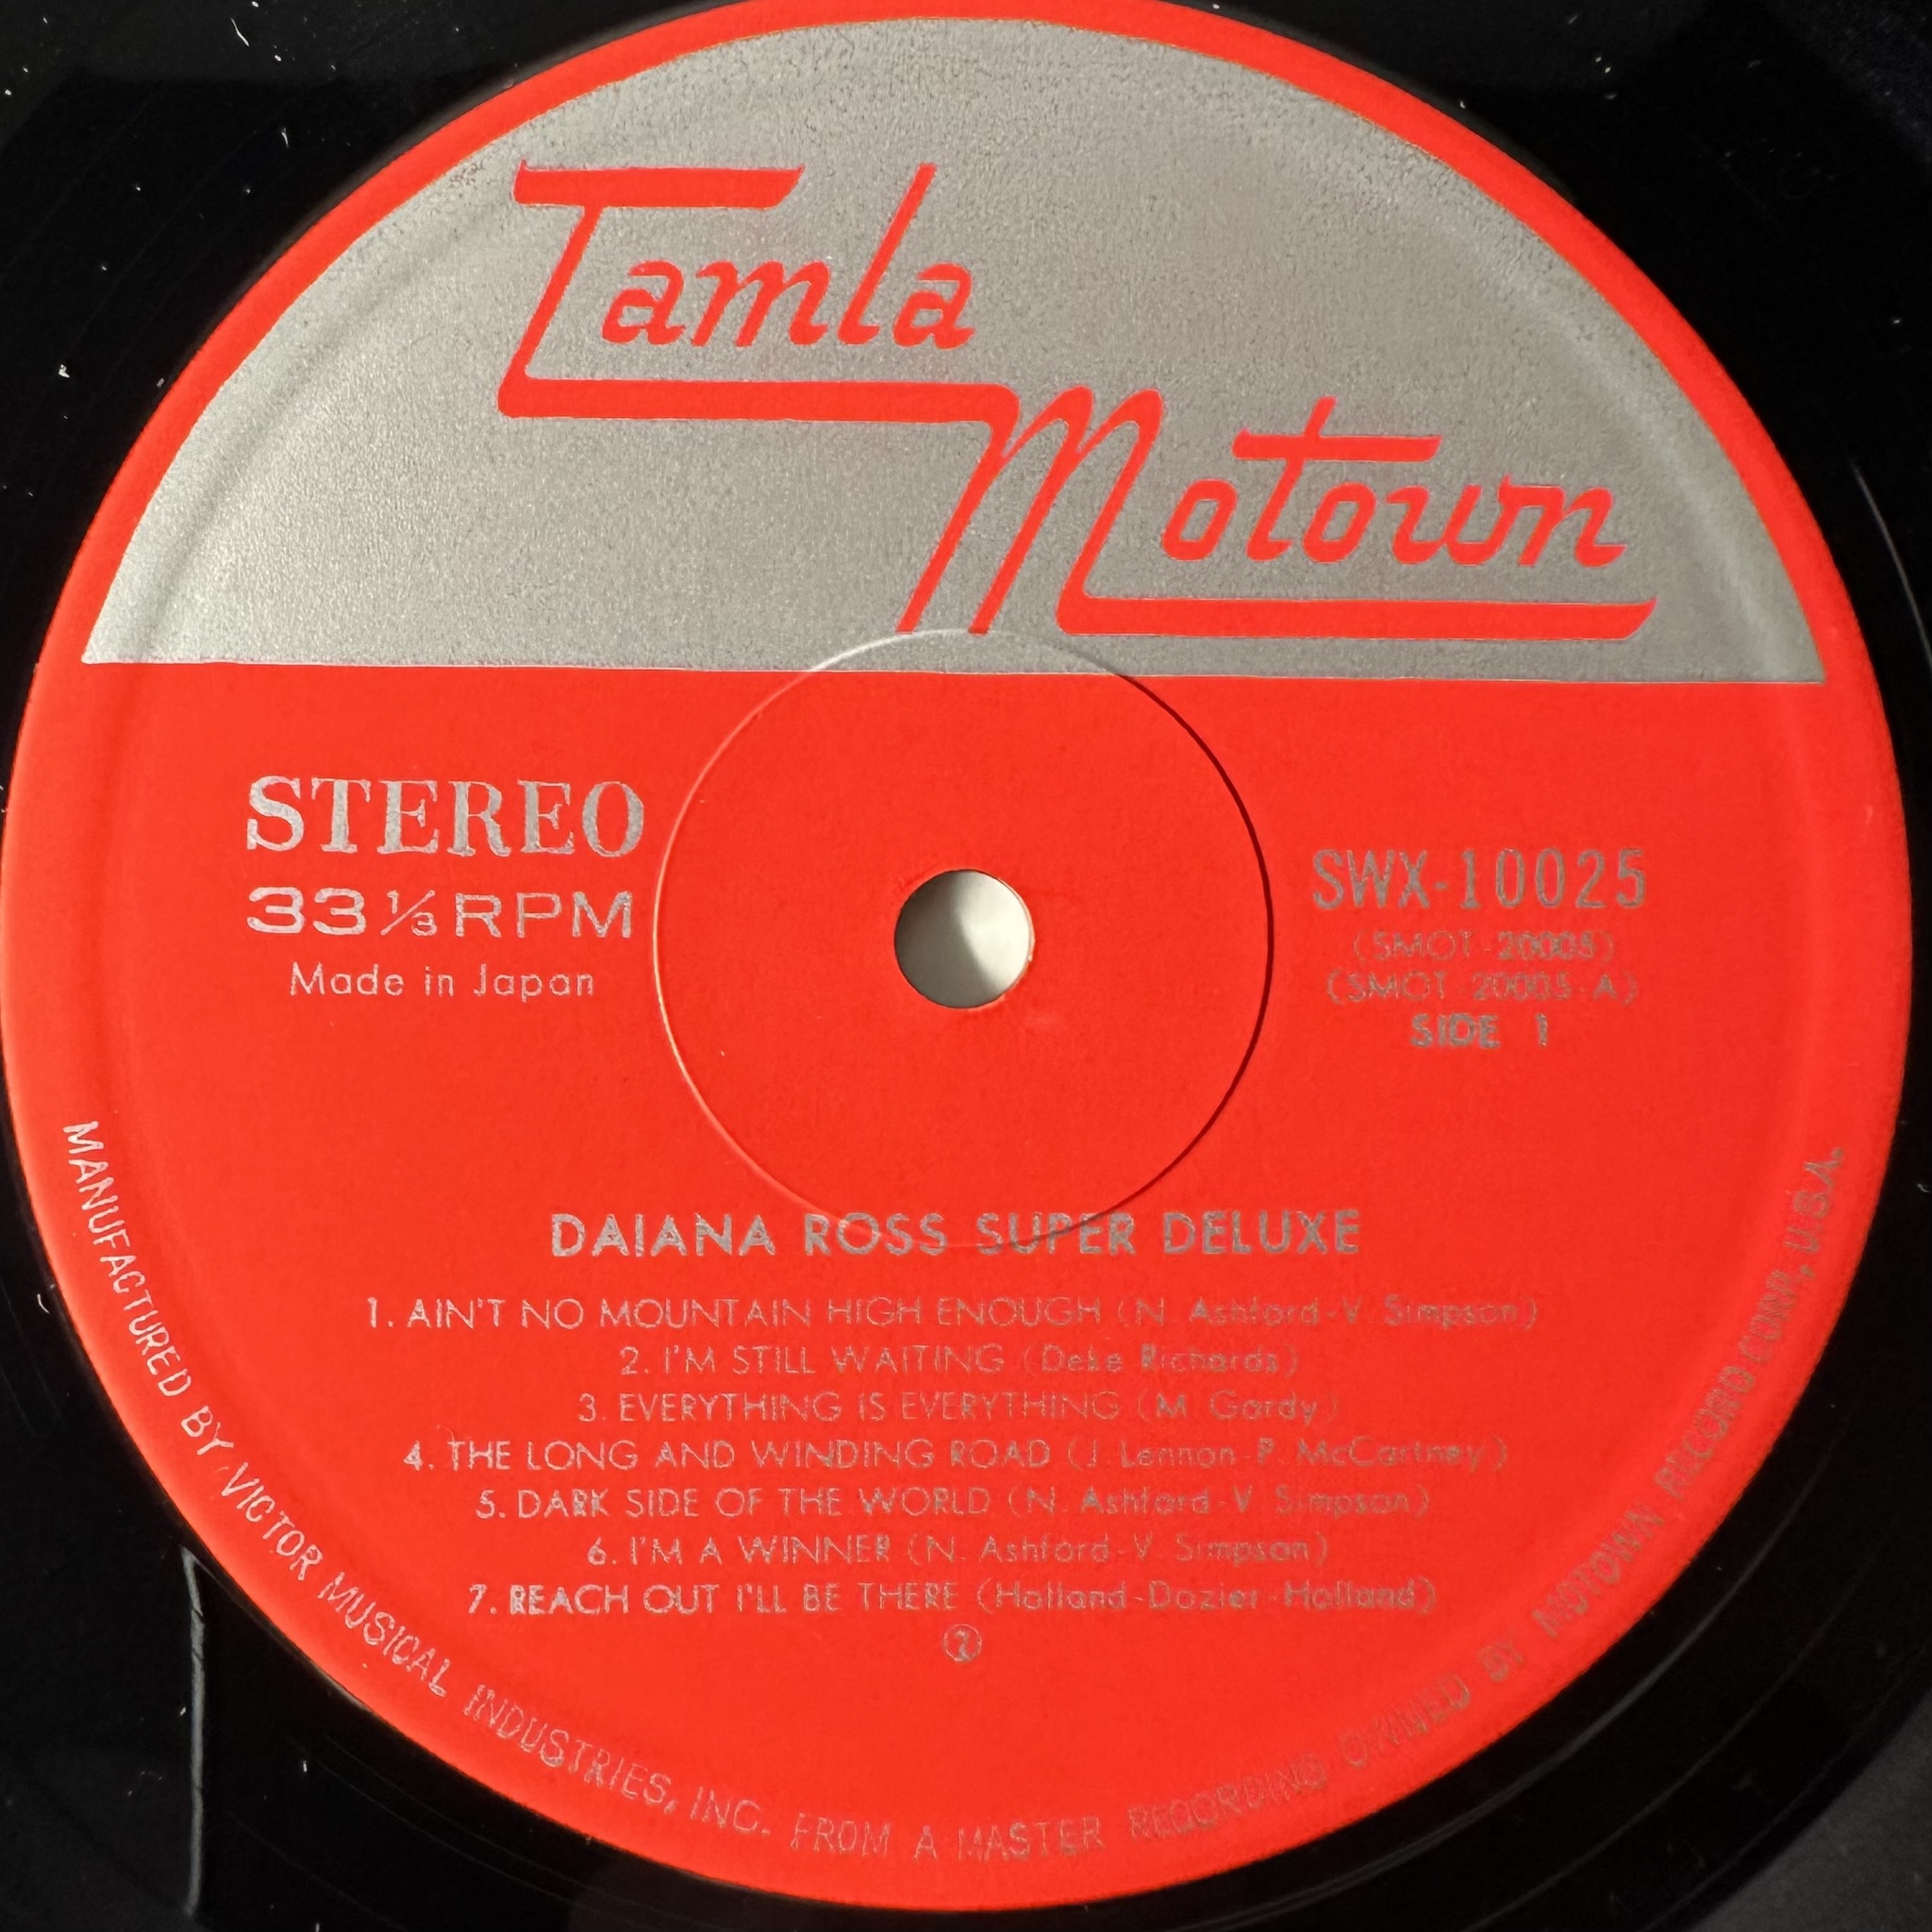 Tamla
Motown
STEREO
33 1/3 RPM
Made in Japan
SWX-10025
(SMOT-20005)
(SMOT-20005-A)
SIDE 1
DAIANA ROSS SUPER DELUXE
1. AIN'T NO MOUNTAIN HIGH ENOUGH (N. Ashford-V. Simpson)
2. I'M STILL WAITING (Deke Richards)
3. EVERYTHING IS EVERYTHING (M. Gordy)
4. THE LONG AND WINDING ROAD (J. Lennon-P. McCartney)
5. DARK SIDE OF THE WORLD (N. Ashford-V. Simpson)
6. I'M A WINNER (N. Ashford-V. Simpson)
7. REACH OUT I'LL BE THERE (Holland-Dozier-Holland)
MANUFACTURED BY VICTOR MUSICAL INDUSTRIES, INC. FROM A MASTER RECORDING OWNED BY MOTOWN RECORD CORP., U.S.A.